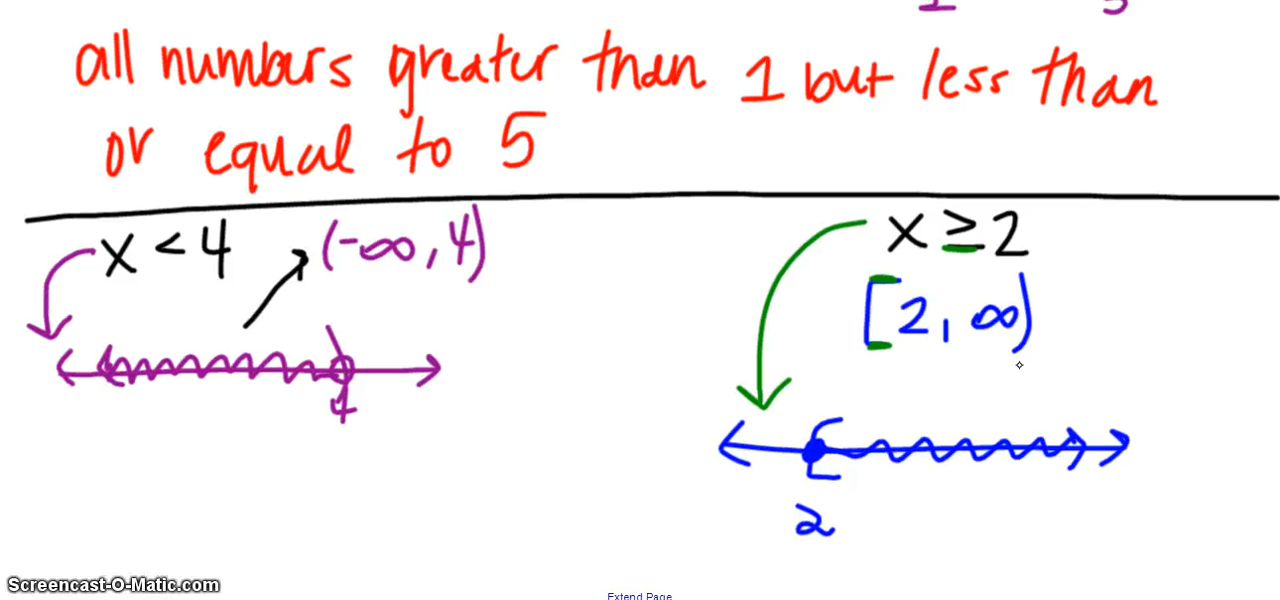 all numbers greater than 1 but less than
or equal to 5
x < 4
(-∞, 4)
4
x ≥ 2
[2, ∞)
2
Screencast-O-Matic.com
Extend Page